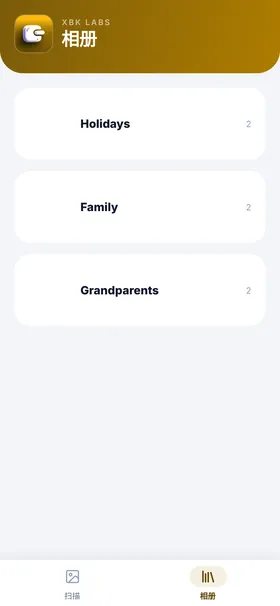 XBK LABS
相册
Holidays
2
Family
2
Grandparents
2
扫描
相册